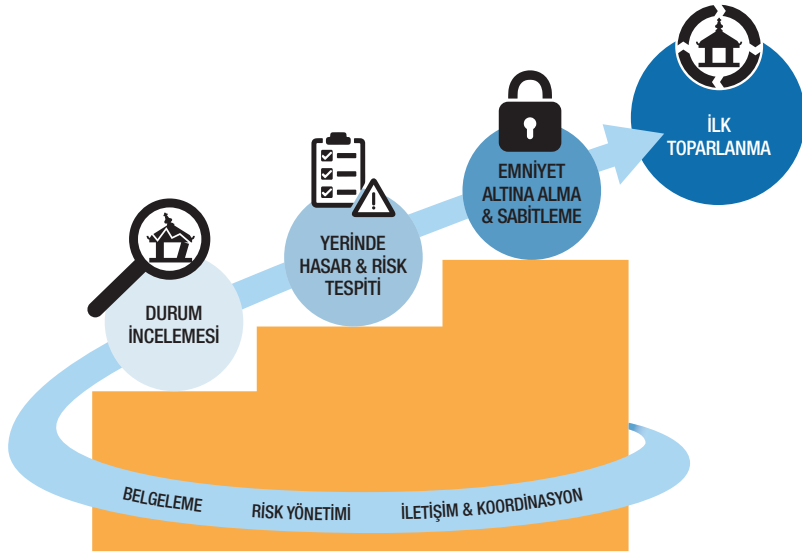 DURUM
İNCELEMESİ
YERİNDE
HASAR & RİSK
TESPİTİ
EMNİYET
ALTINA ALMA
& SABİTLEME
İLK
TOPARLANMA
BELGELEME
RİSK YÖNETİMİ
İLETİŞİM & KOORDİNASYON